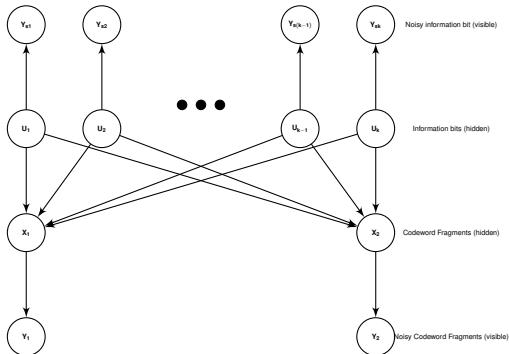 Ys1 Ys2 Ys(k−1) Ysk Noisy information bit (visible)
U1 U2 Uk−1 Uk Information bits (hidden)
X1 X2 Codeword Fragments (hidden)
Y1 Y2 Noisy Codeword Fragments (visible)